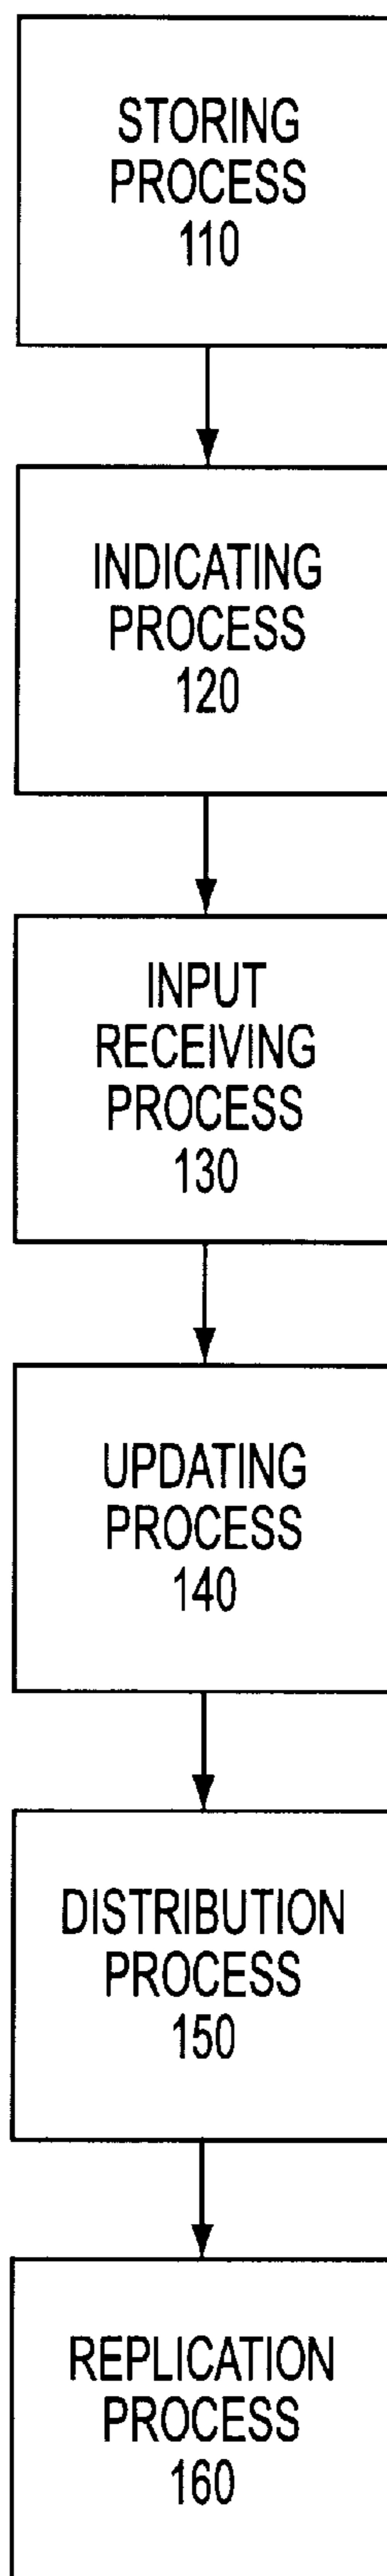 STORING
PROCESS
110
INDICATING
PROCESS
120
INPUT
RECEIVING
PROCESS
130
UPDATING
PROCESS
140
DISTRIBUTION
PROCESS
150
REPLICATION
PROCESS
160